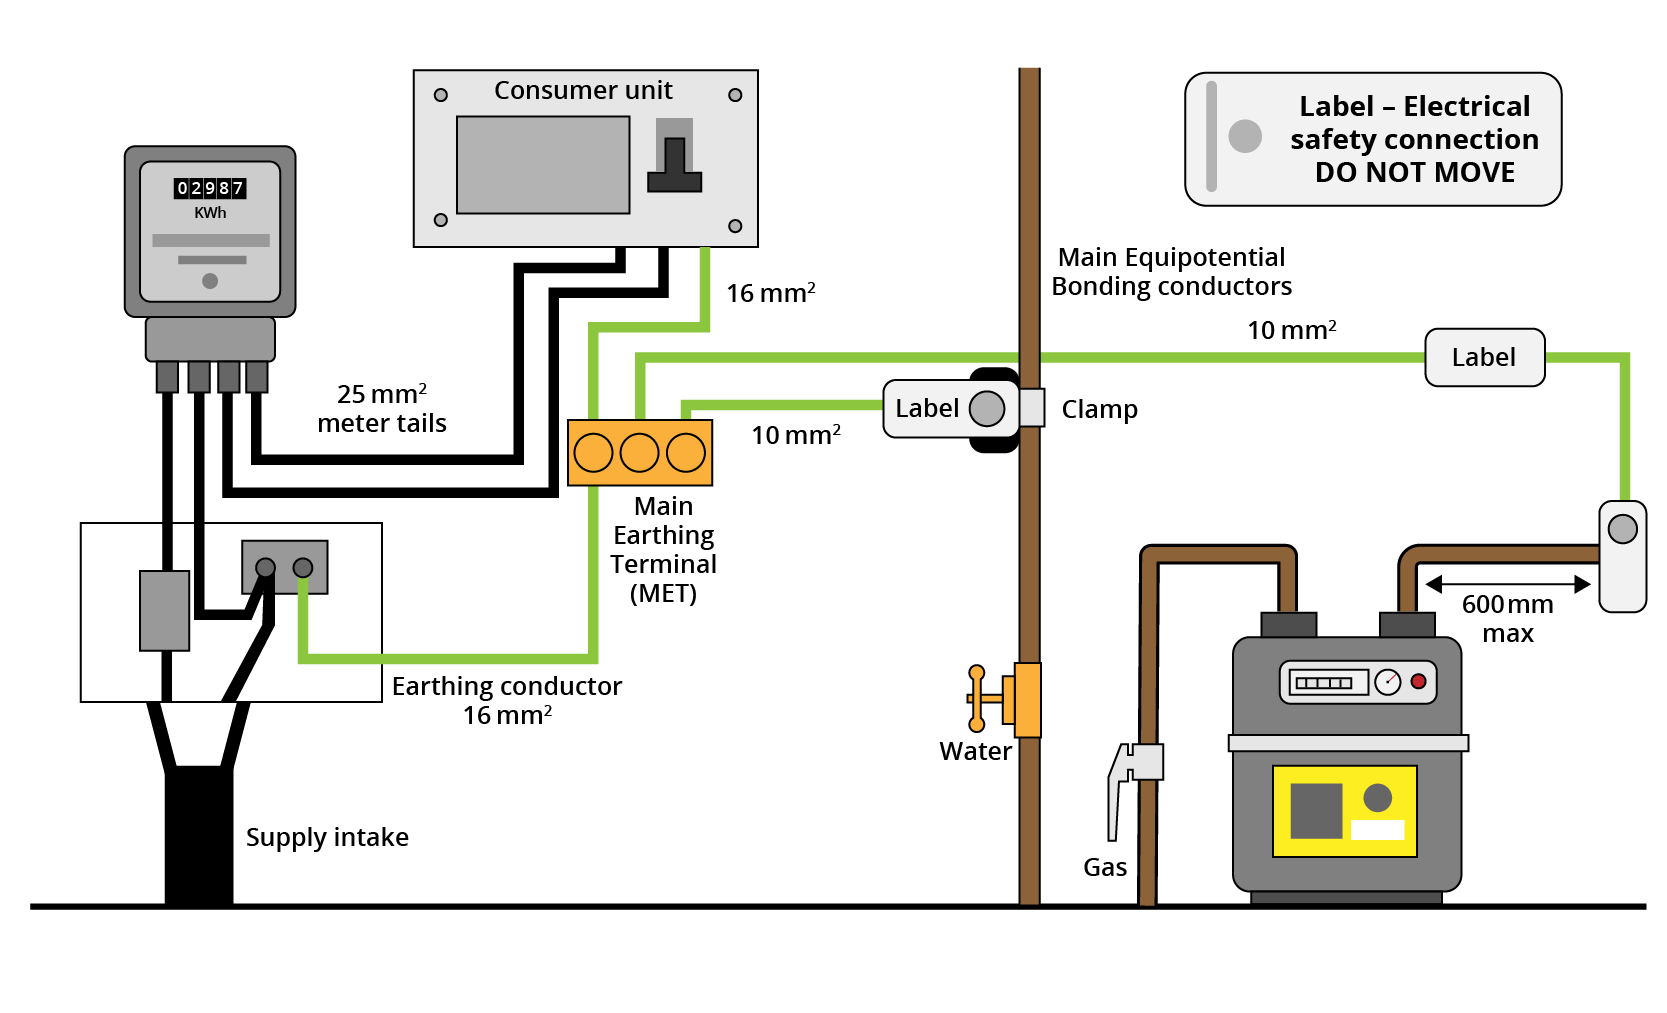 Consumer unit
Label – Electrical
safety connection
DO NOT MOVE
02987
KWh
Main Equipotential
Bonding conductors
16 mm²
10 mm²
Label
25 mm²
meter tails
Label
Clamp
10 mm²
Main
Earthing
Terminal
(MET)
600 mm
max
Earthing conductor
16 mm²
Water
Supply intake
Gas